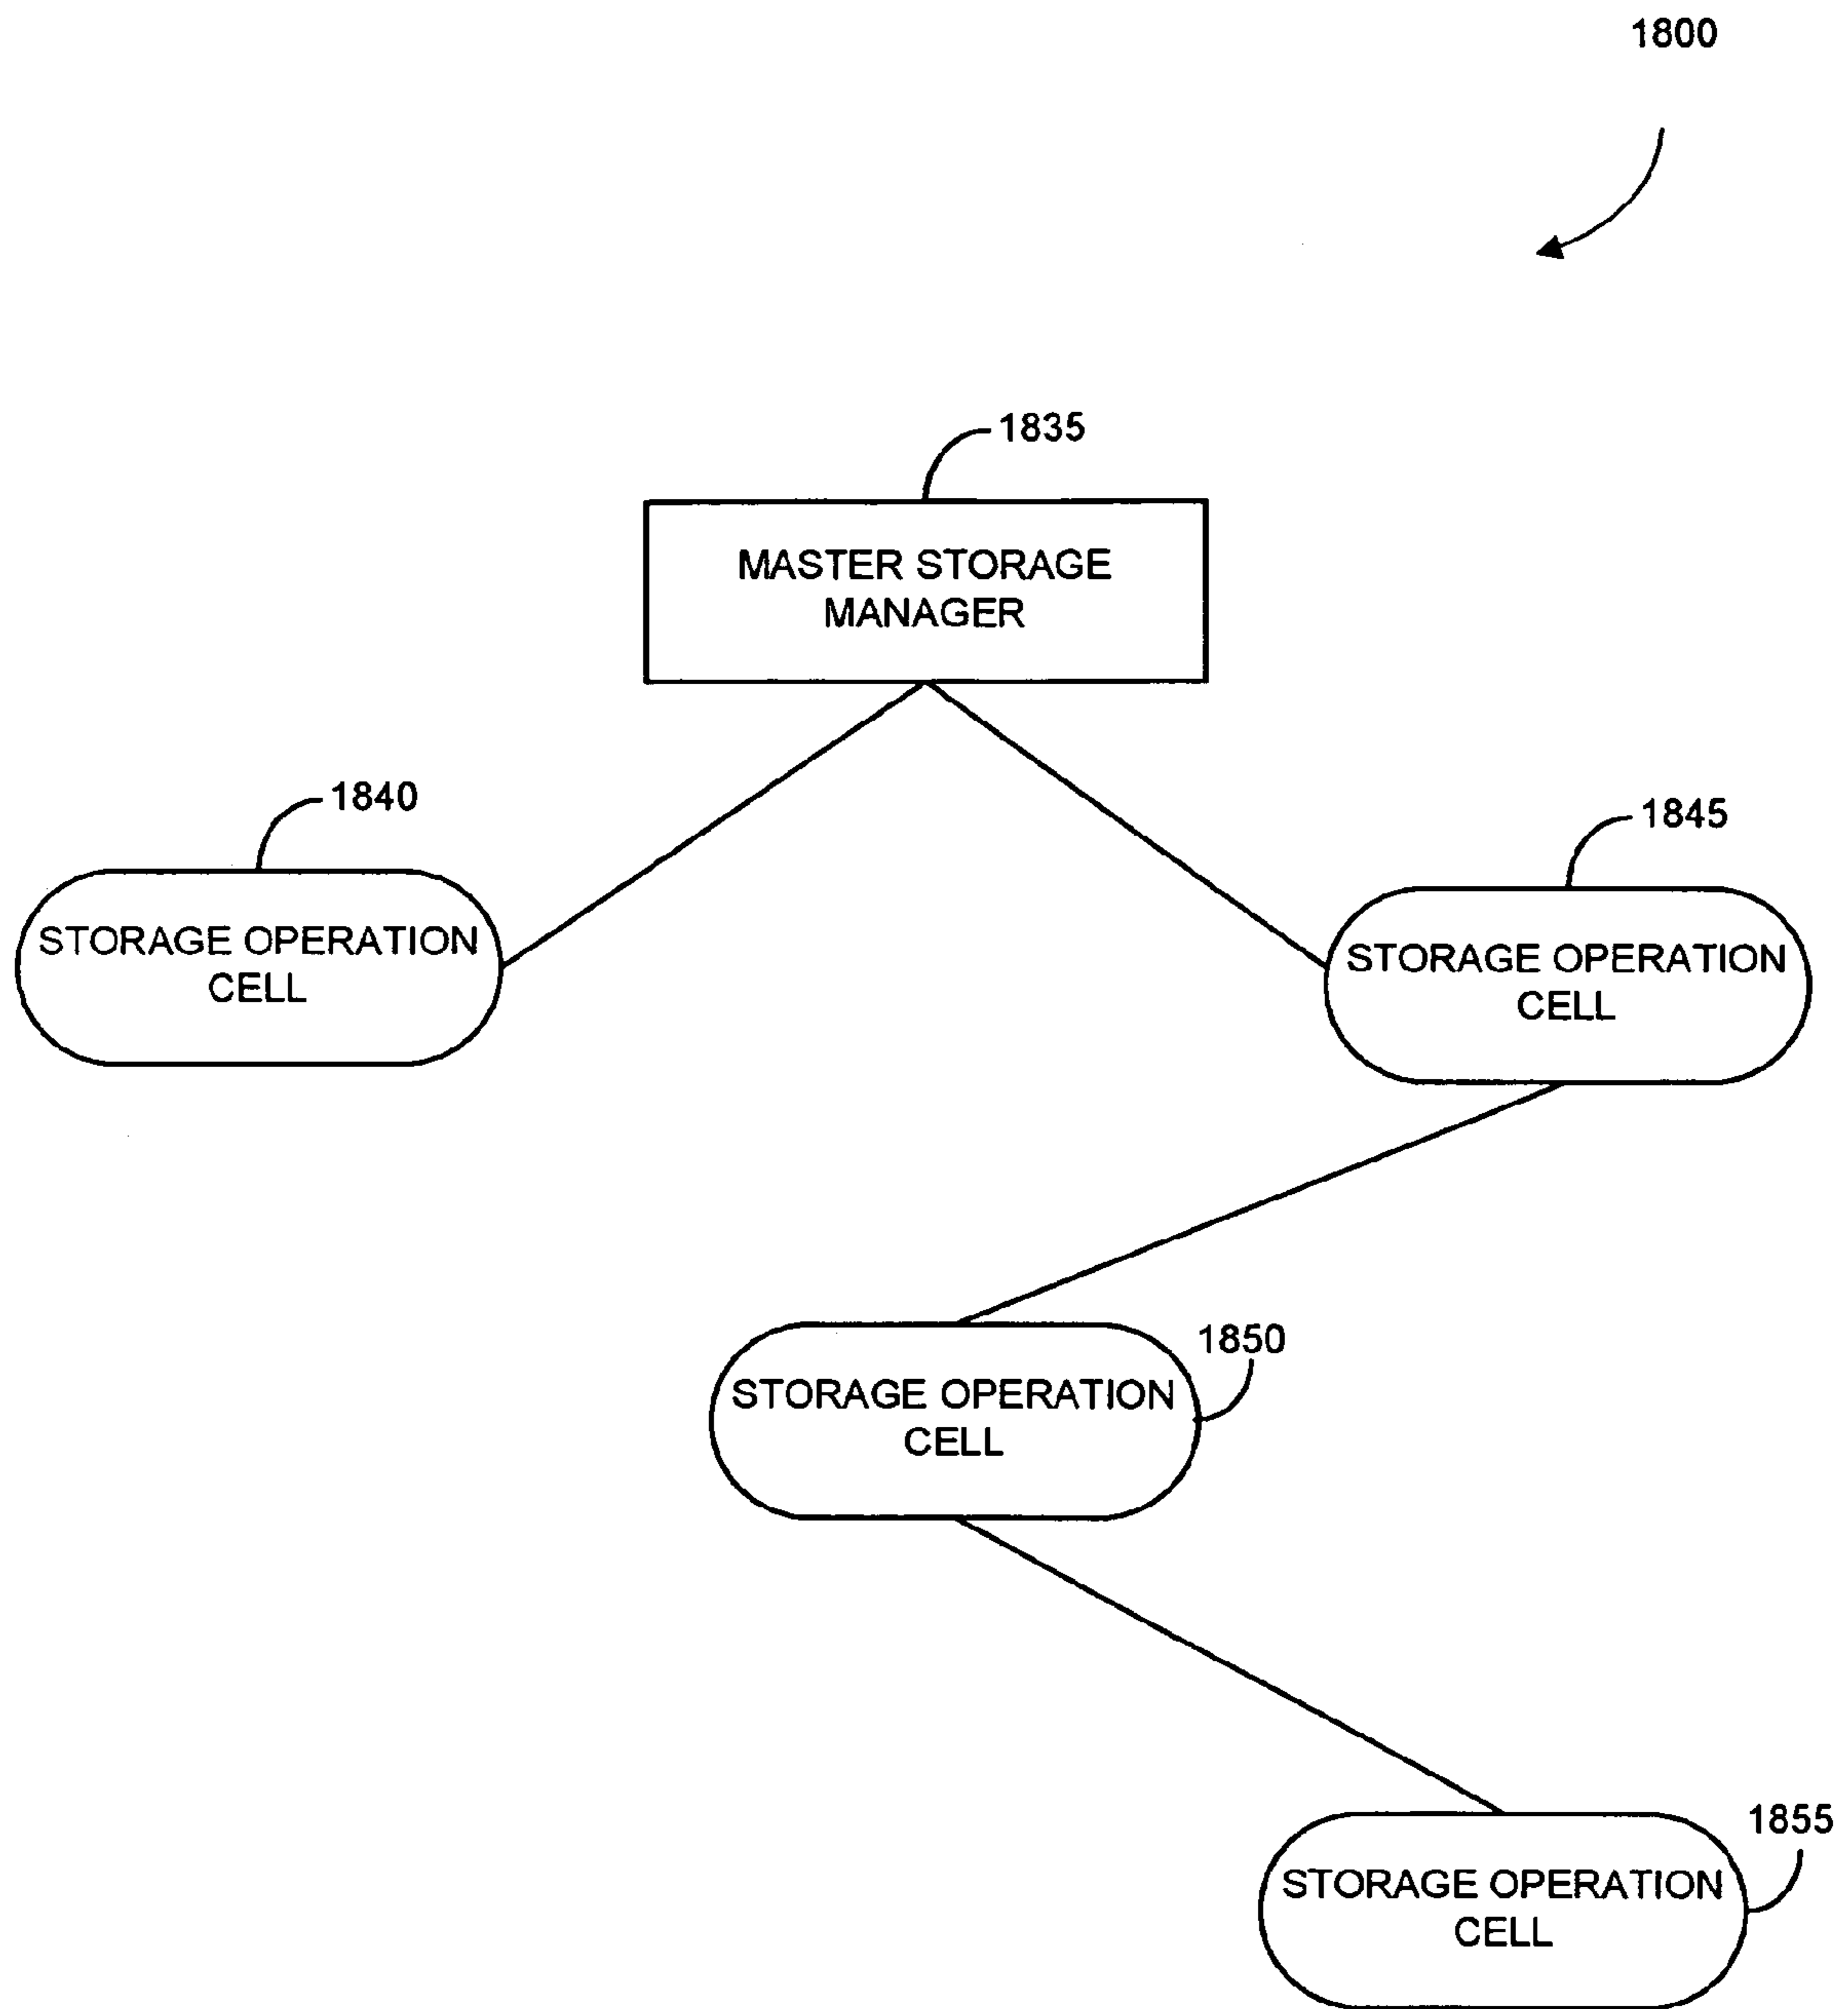 1800
1835
MASTER STORAGE
MANAGER
1840
STORAGE OPERATION
CELL
1845
STORAGE OPERATION
CELL
1850
STORAGE OPERATION
CELL
1855
STORAGE OPERATION
CELL